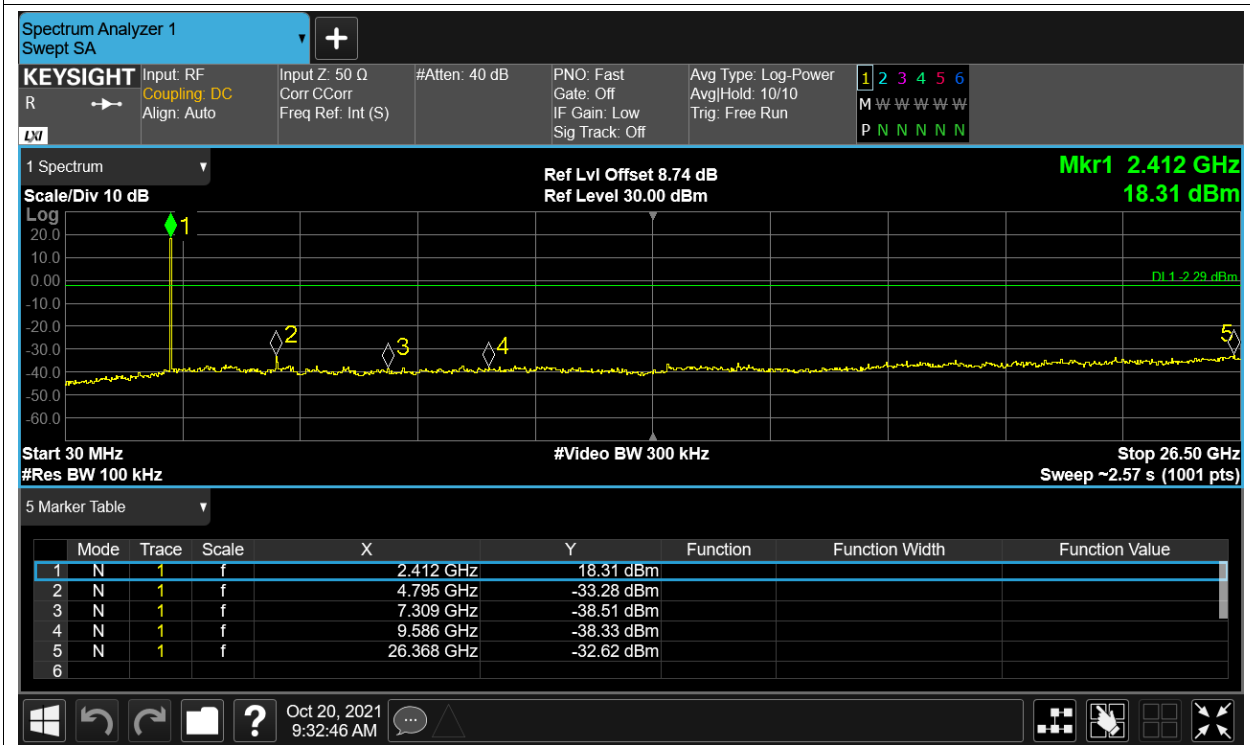 Spectrum Analyzer 1
Swept SA
+
KEYSIGHT Input: RF Input Z: 50 Ω #Atten: 40 dB PNO: Fast Avg Type: Log-Power 1 2 3 4 5 6
R Coupling: DC Corr CCorr Gate: Off Avg|Hold: 10/10 M W W W W W
Align: Auto Freq Ref: Int (S) IF Gain: Low Trig: Free Run
LXI Sig Track: Off P N N N N N
1 Spectrum Ref Lvl Offset 8.74 dB Mkr1 2.412 GHz
Scale/Div 10 dB Ref Level 30.00 dBm 18.31 dBm
Log
1
20.0
10.0
0.00 DL1 -2.29 dBm
-10.0
-20.0
2 3 4 5
-30.0
-40.0
-50.0
-60.0
Start 30 MHz #Video BW 300 kHz Stop 26.50 GHz
#Res BW 100 kHz Sweep ~2.57 s (1001 pts)
5 Marker Table
Mode Trace Scale X Y Function Function Width Function Value
1 N 1 f 2.412 GHz 18.31 dBm
2 N 1 f 4.795 GHz -33.28 dBm
3 N 1 f 7.309 GHz -38.51 dBm
4 N 1 f 9.586 GHz -38.33 dBm
5 N 1 f 26.368 GHz -32.62 dBm
6
? Oct 20, 2021
9:32:46 AM